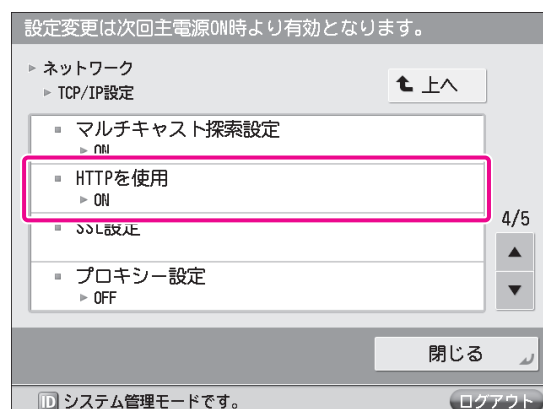 設定変更は次回主電源ON時より有効となります。
ネットワーク
TCP/IP設定
上へ
マルチキャスト探索設定
ON
HTTPを使用
ON
SSL設定
プロキシー設定
OFF
4/5
閉じる
ID システム管理モードです。
ログアウト